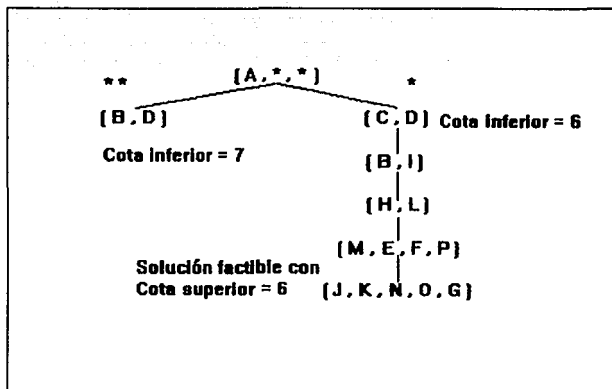 ** [A,*,*] *
[B,D] [C,D] Cota inferior = 6
Cota inferior = 7 [B,I]
[H,L]
[M,E,F,P]
Solución factible con
Cota superior = 6 [J,K,N,O,G]